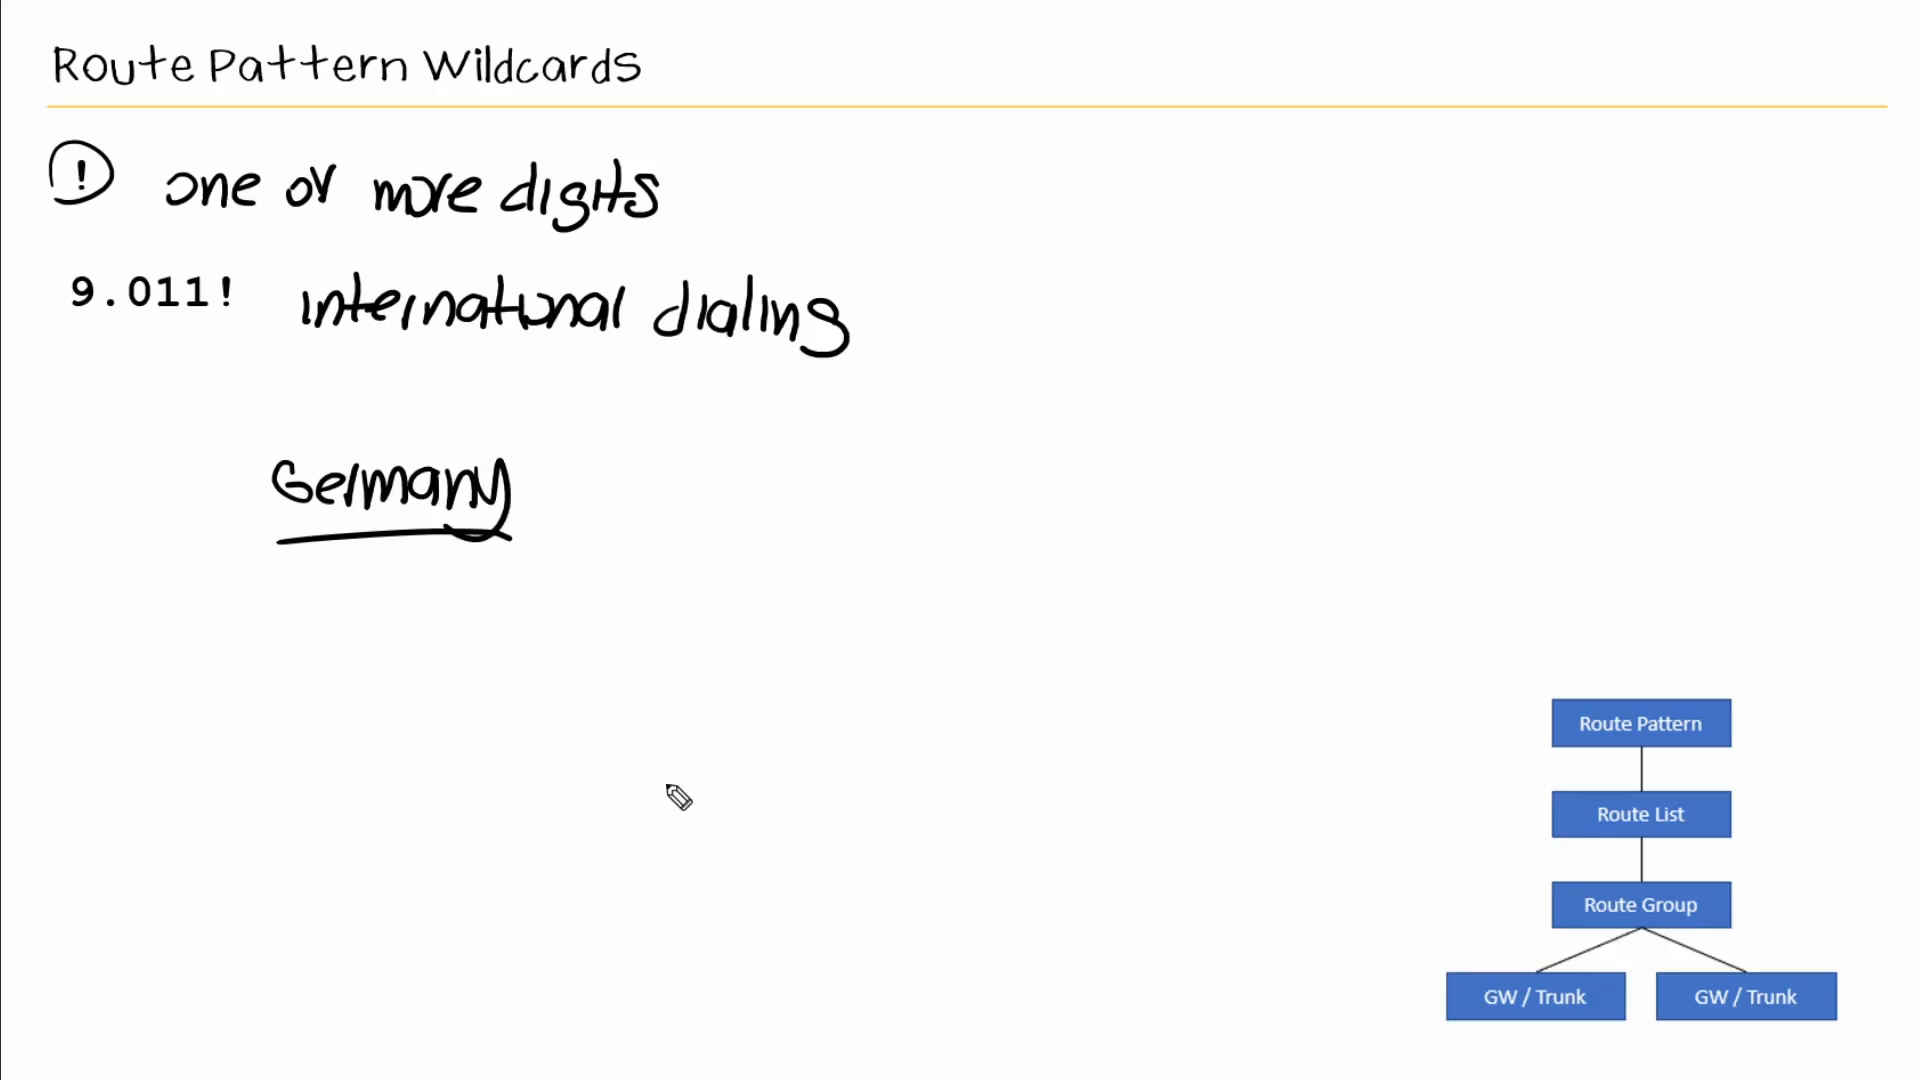 Route Pattern Wildcards
! one or more digits
9.011! international dialing
Germany
Route Pattern
Route List
Route Group
GW / Trunk GW / Trunk